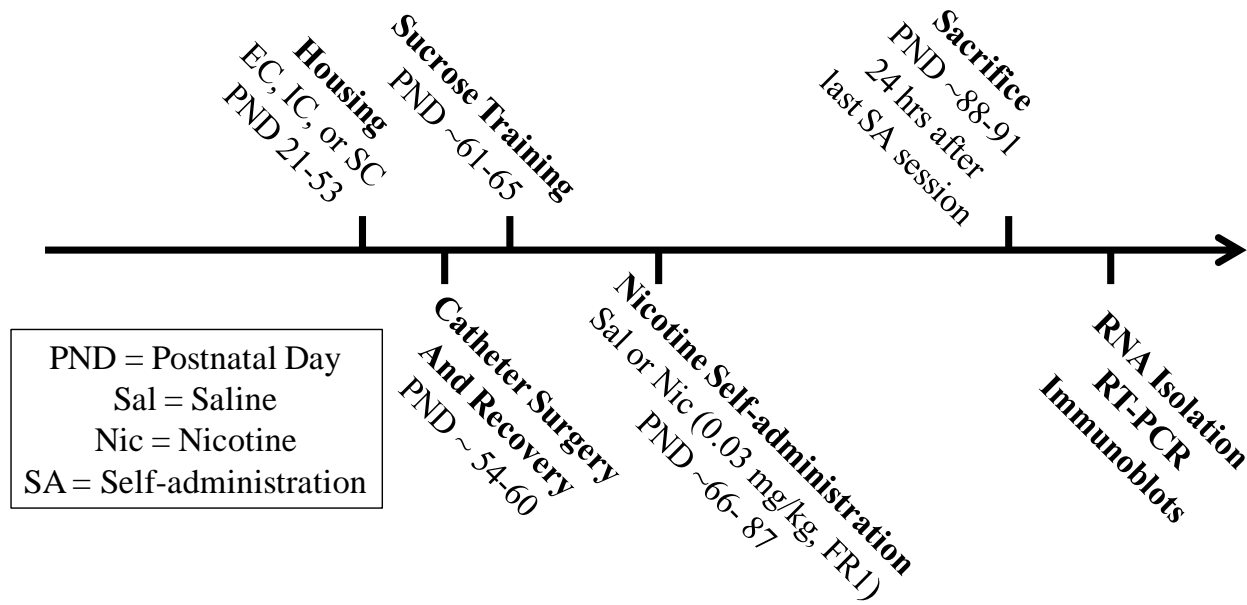 Housing
EC, IC, or SC
PND 21-53
Sucrose Training
PND ~61-65
Sacrifice
PND ~88-91
24 hrs after
last SA session
Catheter Surgery
And Recovery
PND ~ 54-60
Nicotine Self-administration
Sal or Nic (0.03 mg/kg, FR1)
PND ~66- 87
RNA Isolation
RT-PCR
Immunoblots
PND = Postnatal Day
Sal = Saline
Nic = Nicotine
SA = Self-administration